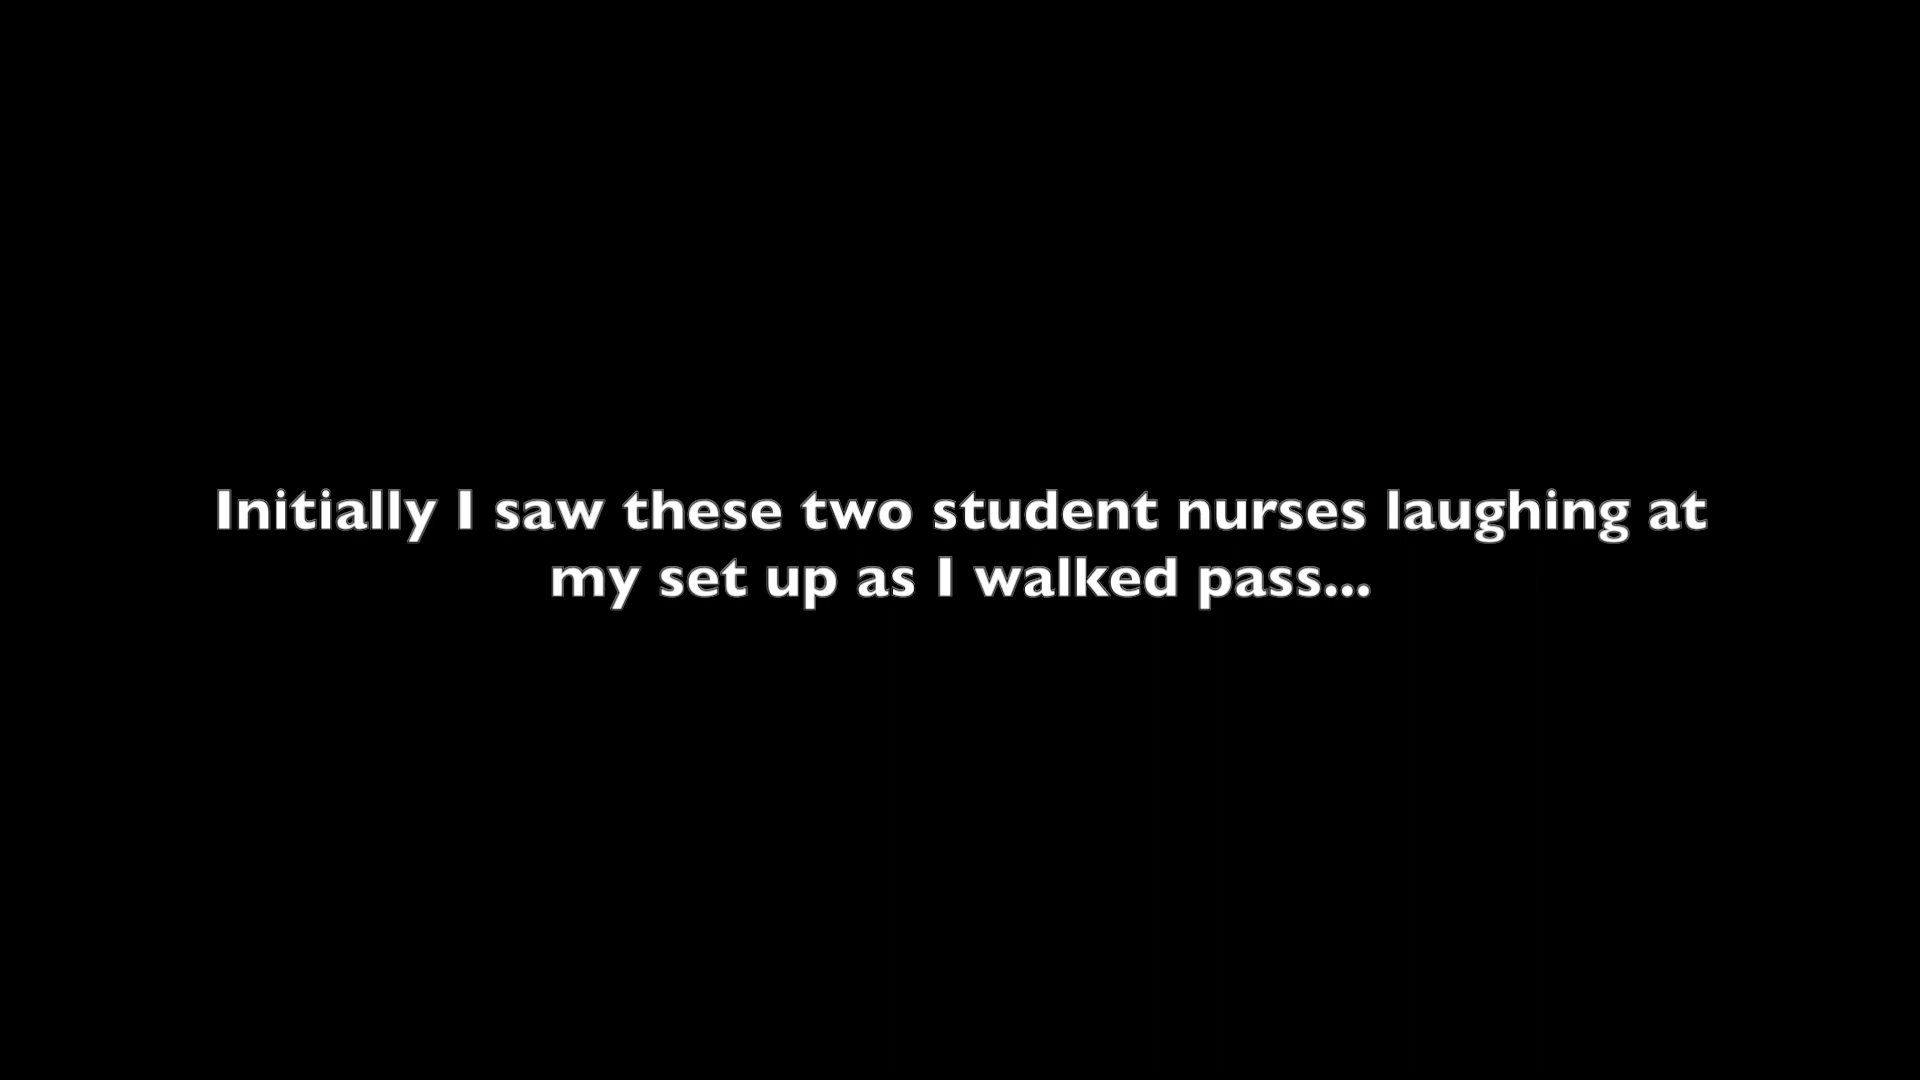 Initially I saw these two student nurses laughing at
my set up as I walked pass...